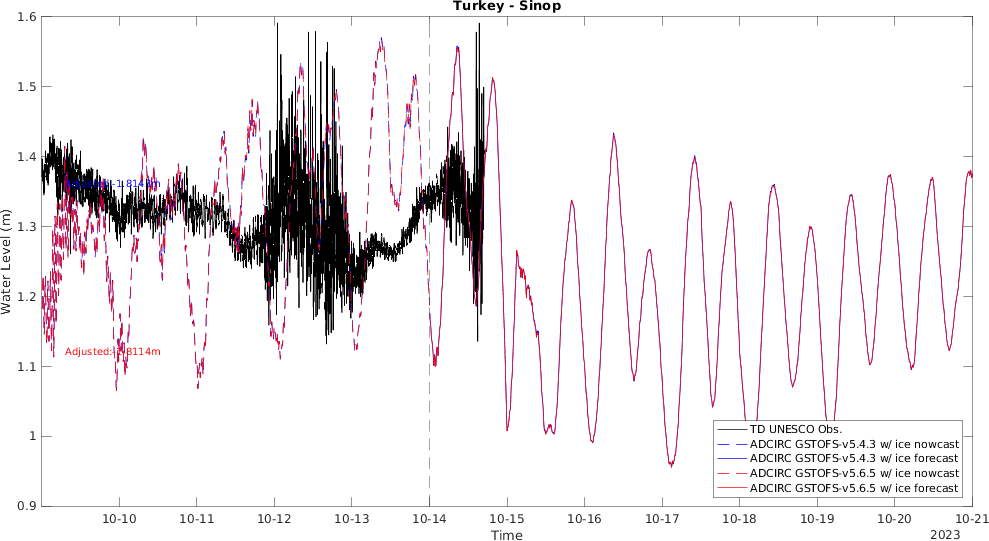 Turkey - Sinop
Water Level (m)
1.6
1.5
1.4
1.3
1.2
1.1
1
0.9
Adjusted:-1.8114m
TD UNESCO Obs.
ADCIRC GSTOFS-v5.4.3 w/ ice nowcast
ADCIRC GSTOFS-v5.4.3 w/ ice forecast
ADCIRC GSTOFS-v5.6.5 w/ ice nowcast
ADCIRC GSTOFS-v5.6.5 w/ ice forecast
10-10 10-11 10-12 10-13 10-14 10-15 10-16 10-17 10-18 10-19 10-20 10-21
Time
2023